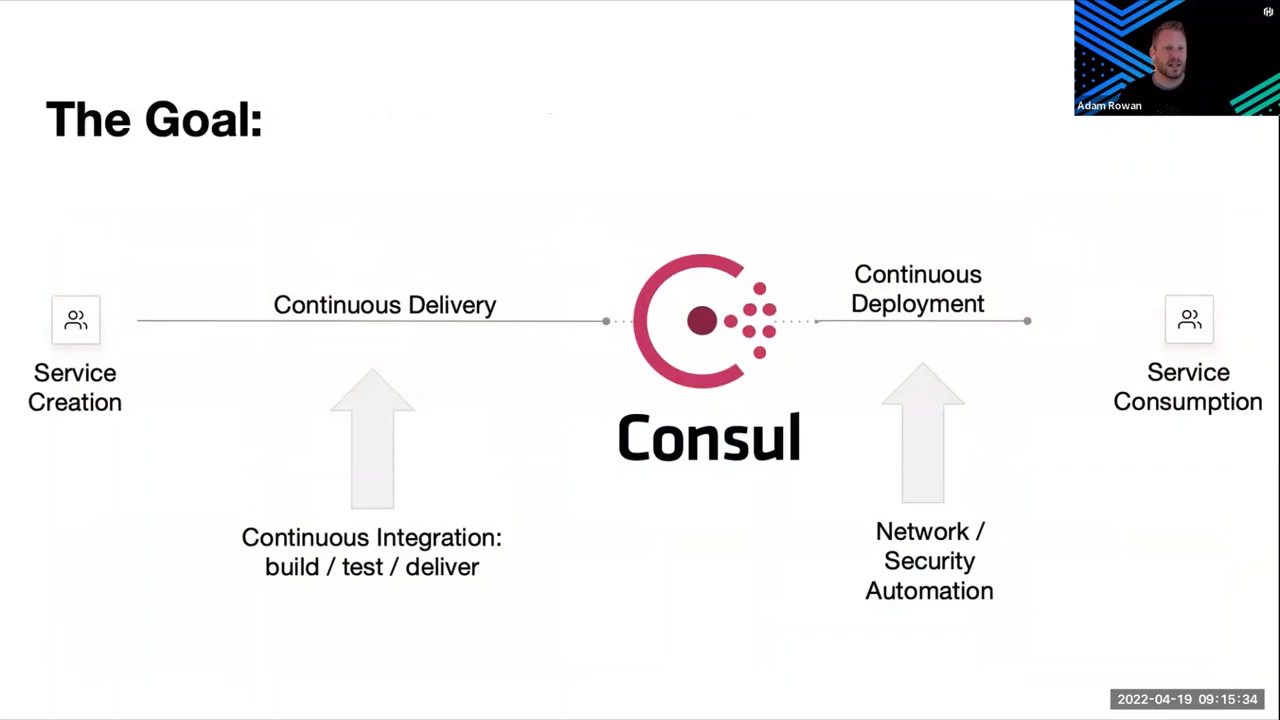 Adam Rowan
The Goal:
Continuous Delivery
Continuous
Deployment
Service
Creation
Consul
Service
Consumption
Continuous Integration:
build / test / deliver
Network /
Security
Automation
2022-04-19 09:15:34